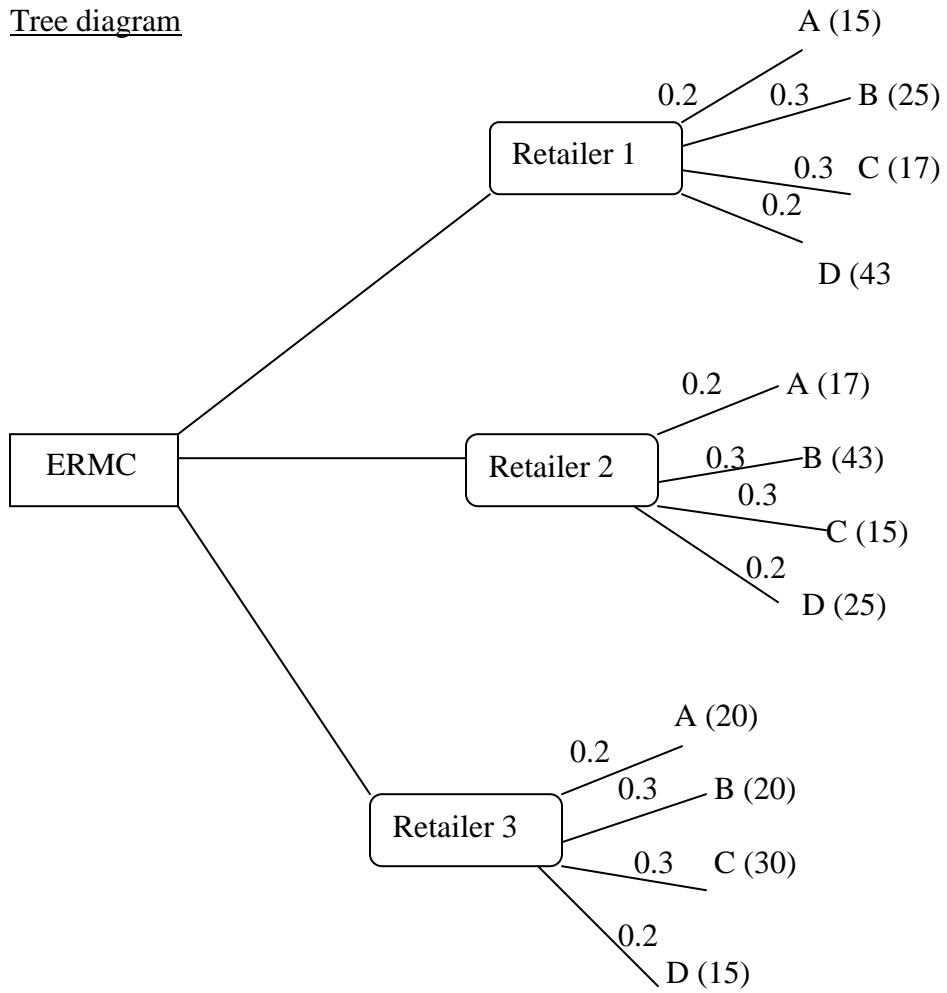 Tree diagram
A (15)
0.2
0.3
B (25)
Retailer 1
0.3
C (17)
0.2
D (43
0.2
A (17)
ERMC
Retailer 2
0.3
B (43)
0.3
C (15)
0.2
D (25)
A (20)
0.2
0.3
B (20)
Retailer 3
0.3
C (30)
0.2
D (15)